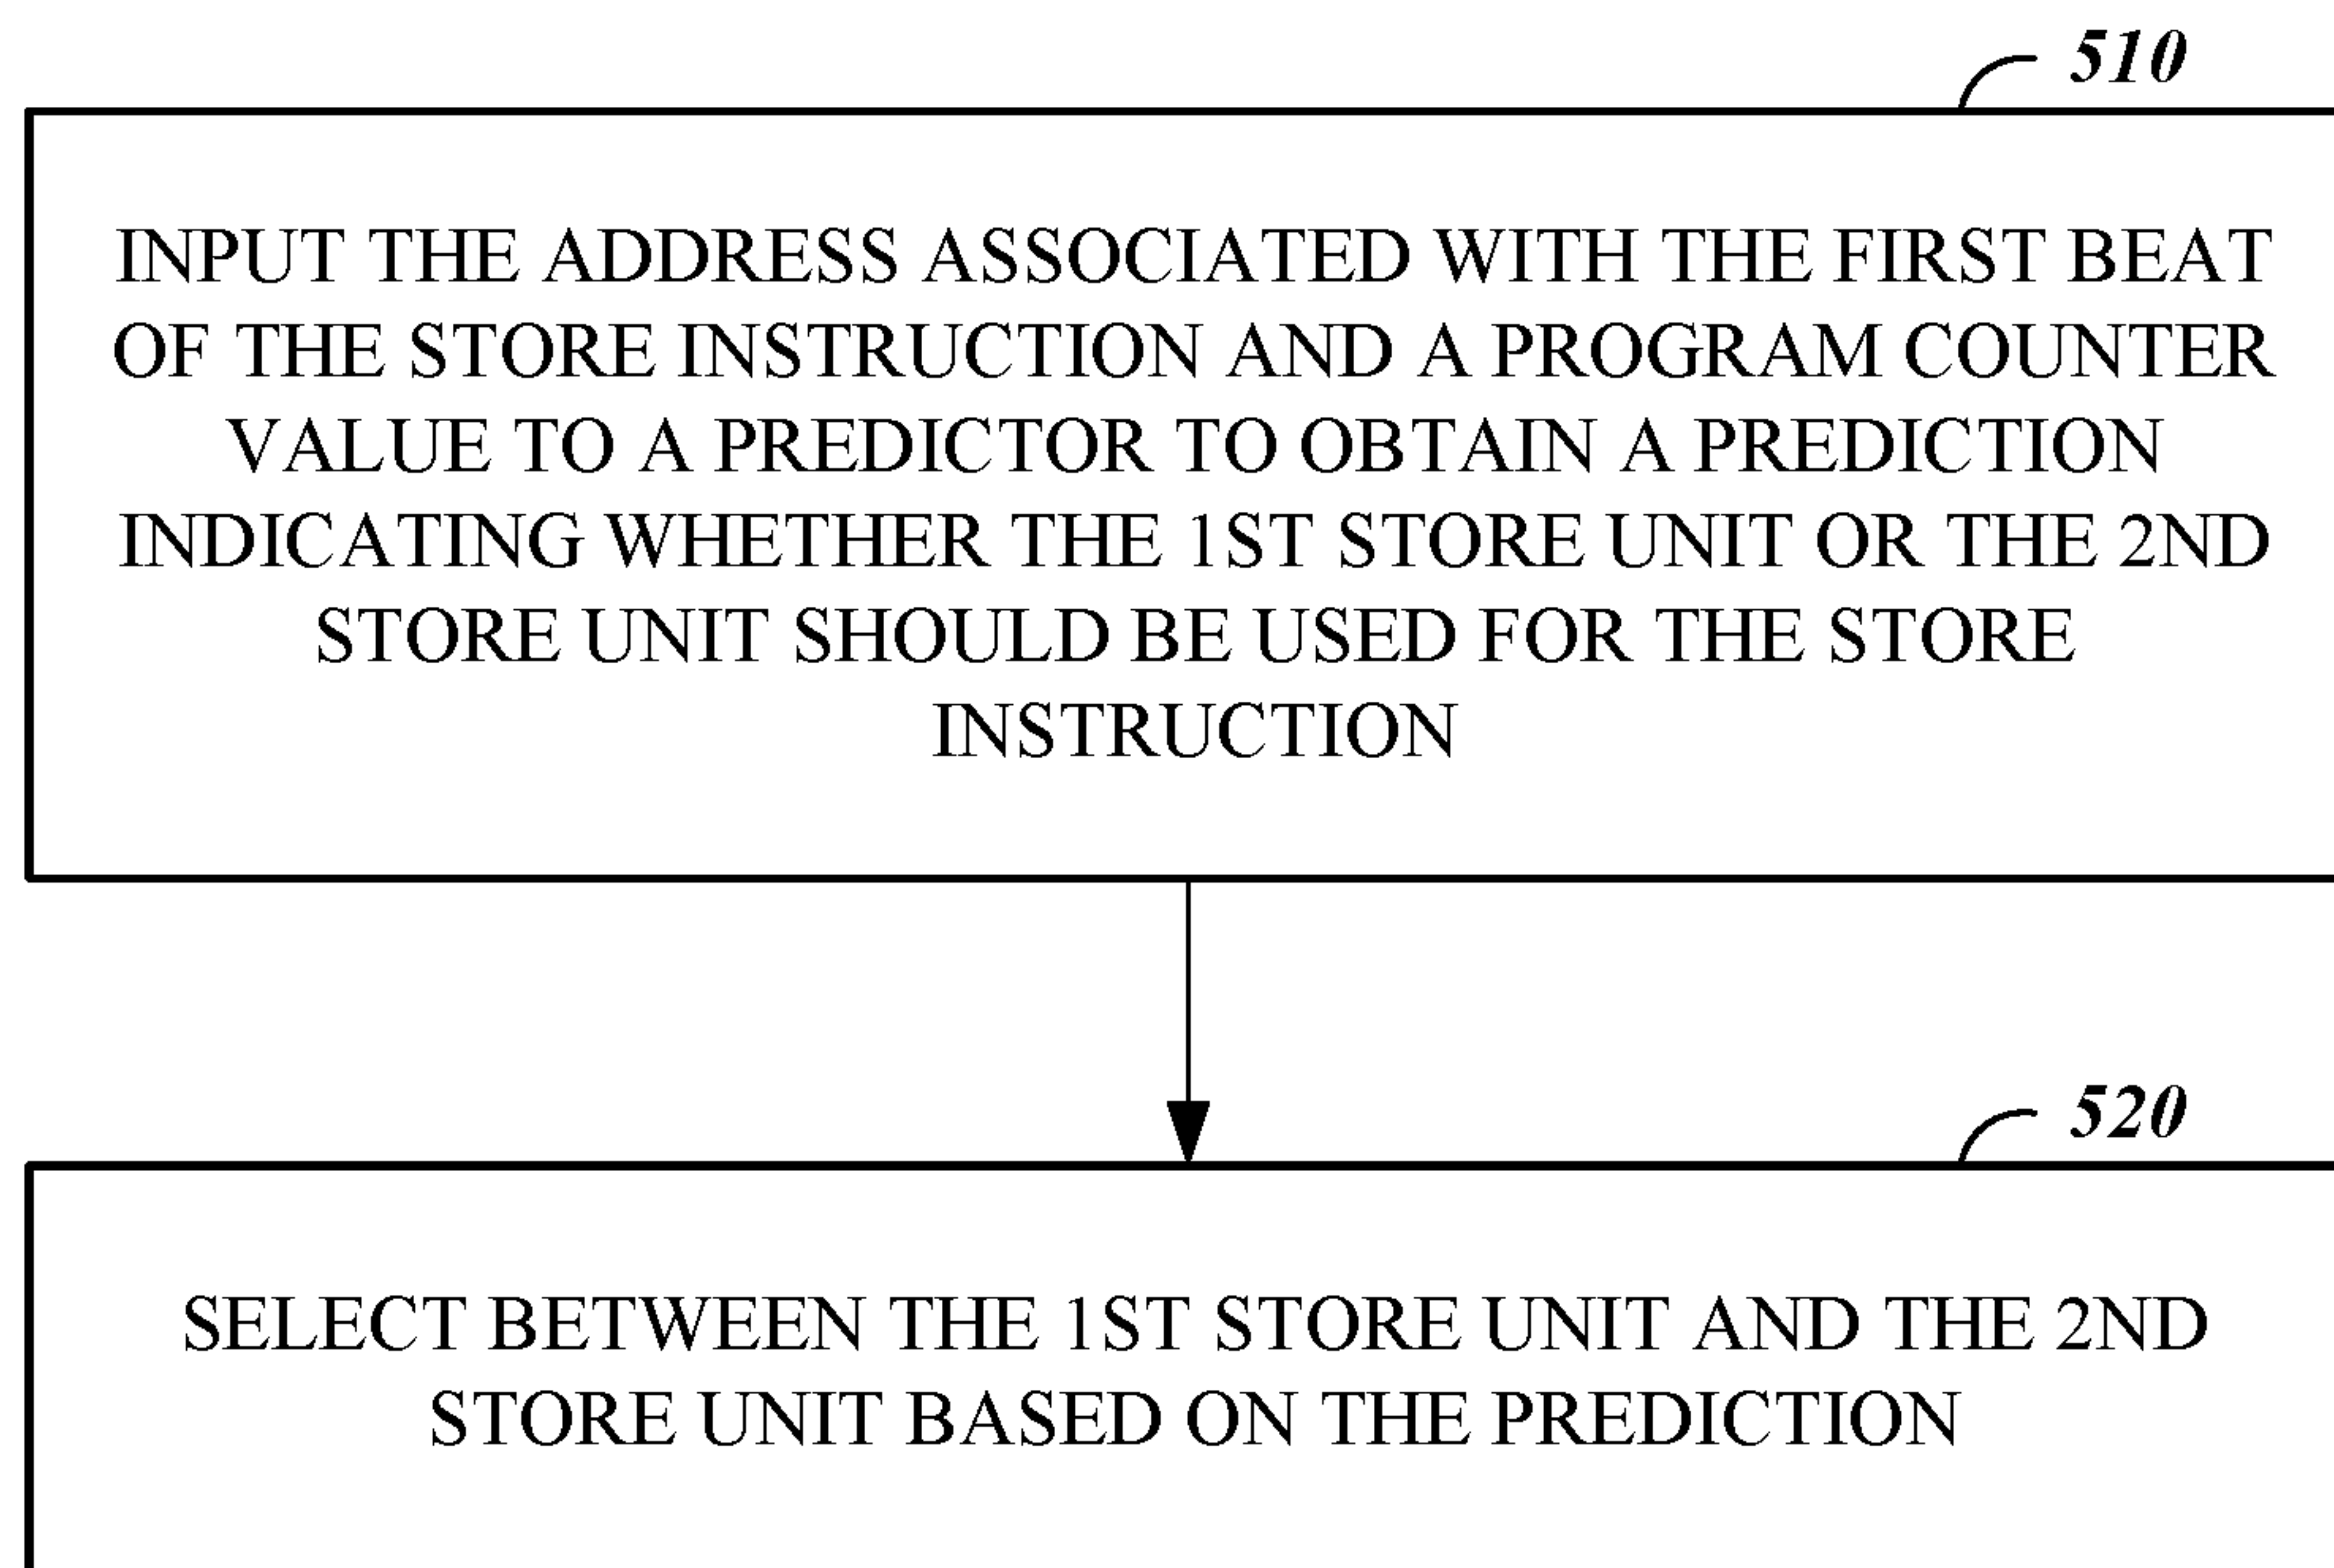 510
INPUT THE ADDRESS ASSOCIATED WITH THE FIRST BEAT
OF THE STORE INSTRUCTION AND A PROGRAM COUNTER
VALUE TO A PREDICTOR TO OBTAIN A PREDICTION
INDICATING WHETHER THE 1ST STORE UNIT OR THE 2ND
STORE UNIT SHOULD BE USED FOR THE STORE
INSTRUCTION
520
SELECT BETWEEN THE 1ST STORE UNIT AND THE 2ND
STORE UNIT BASED ON THE PREDICTION